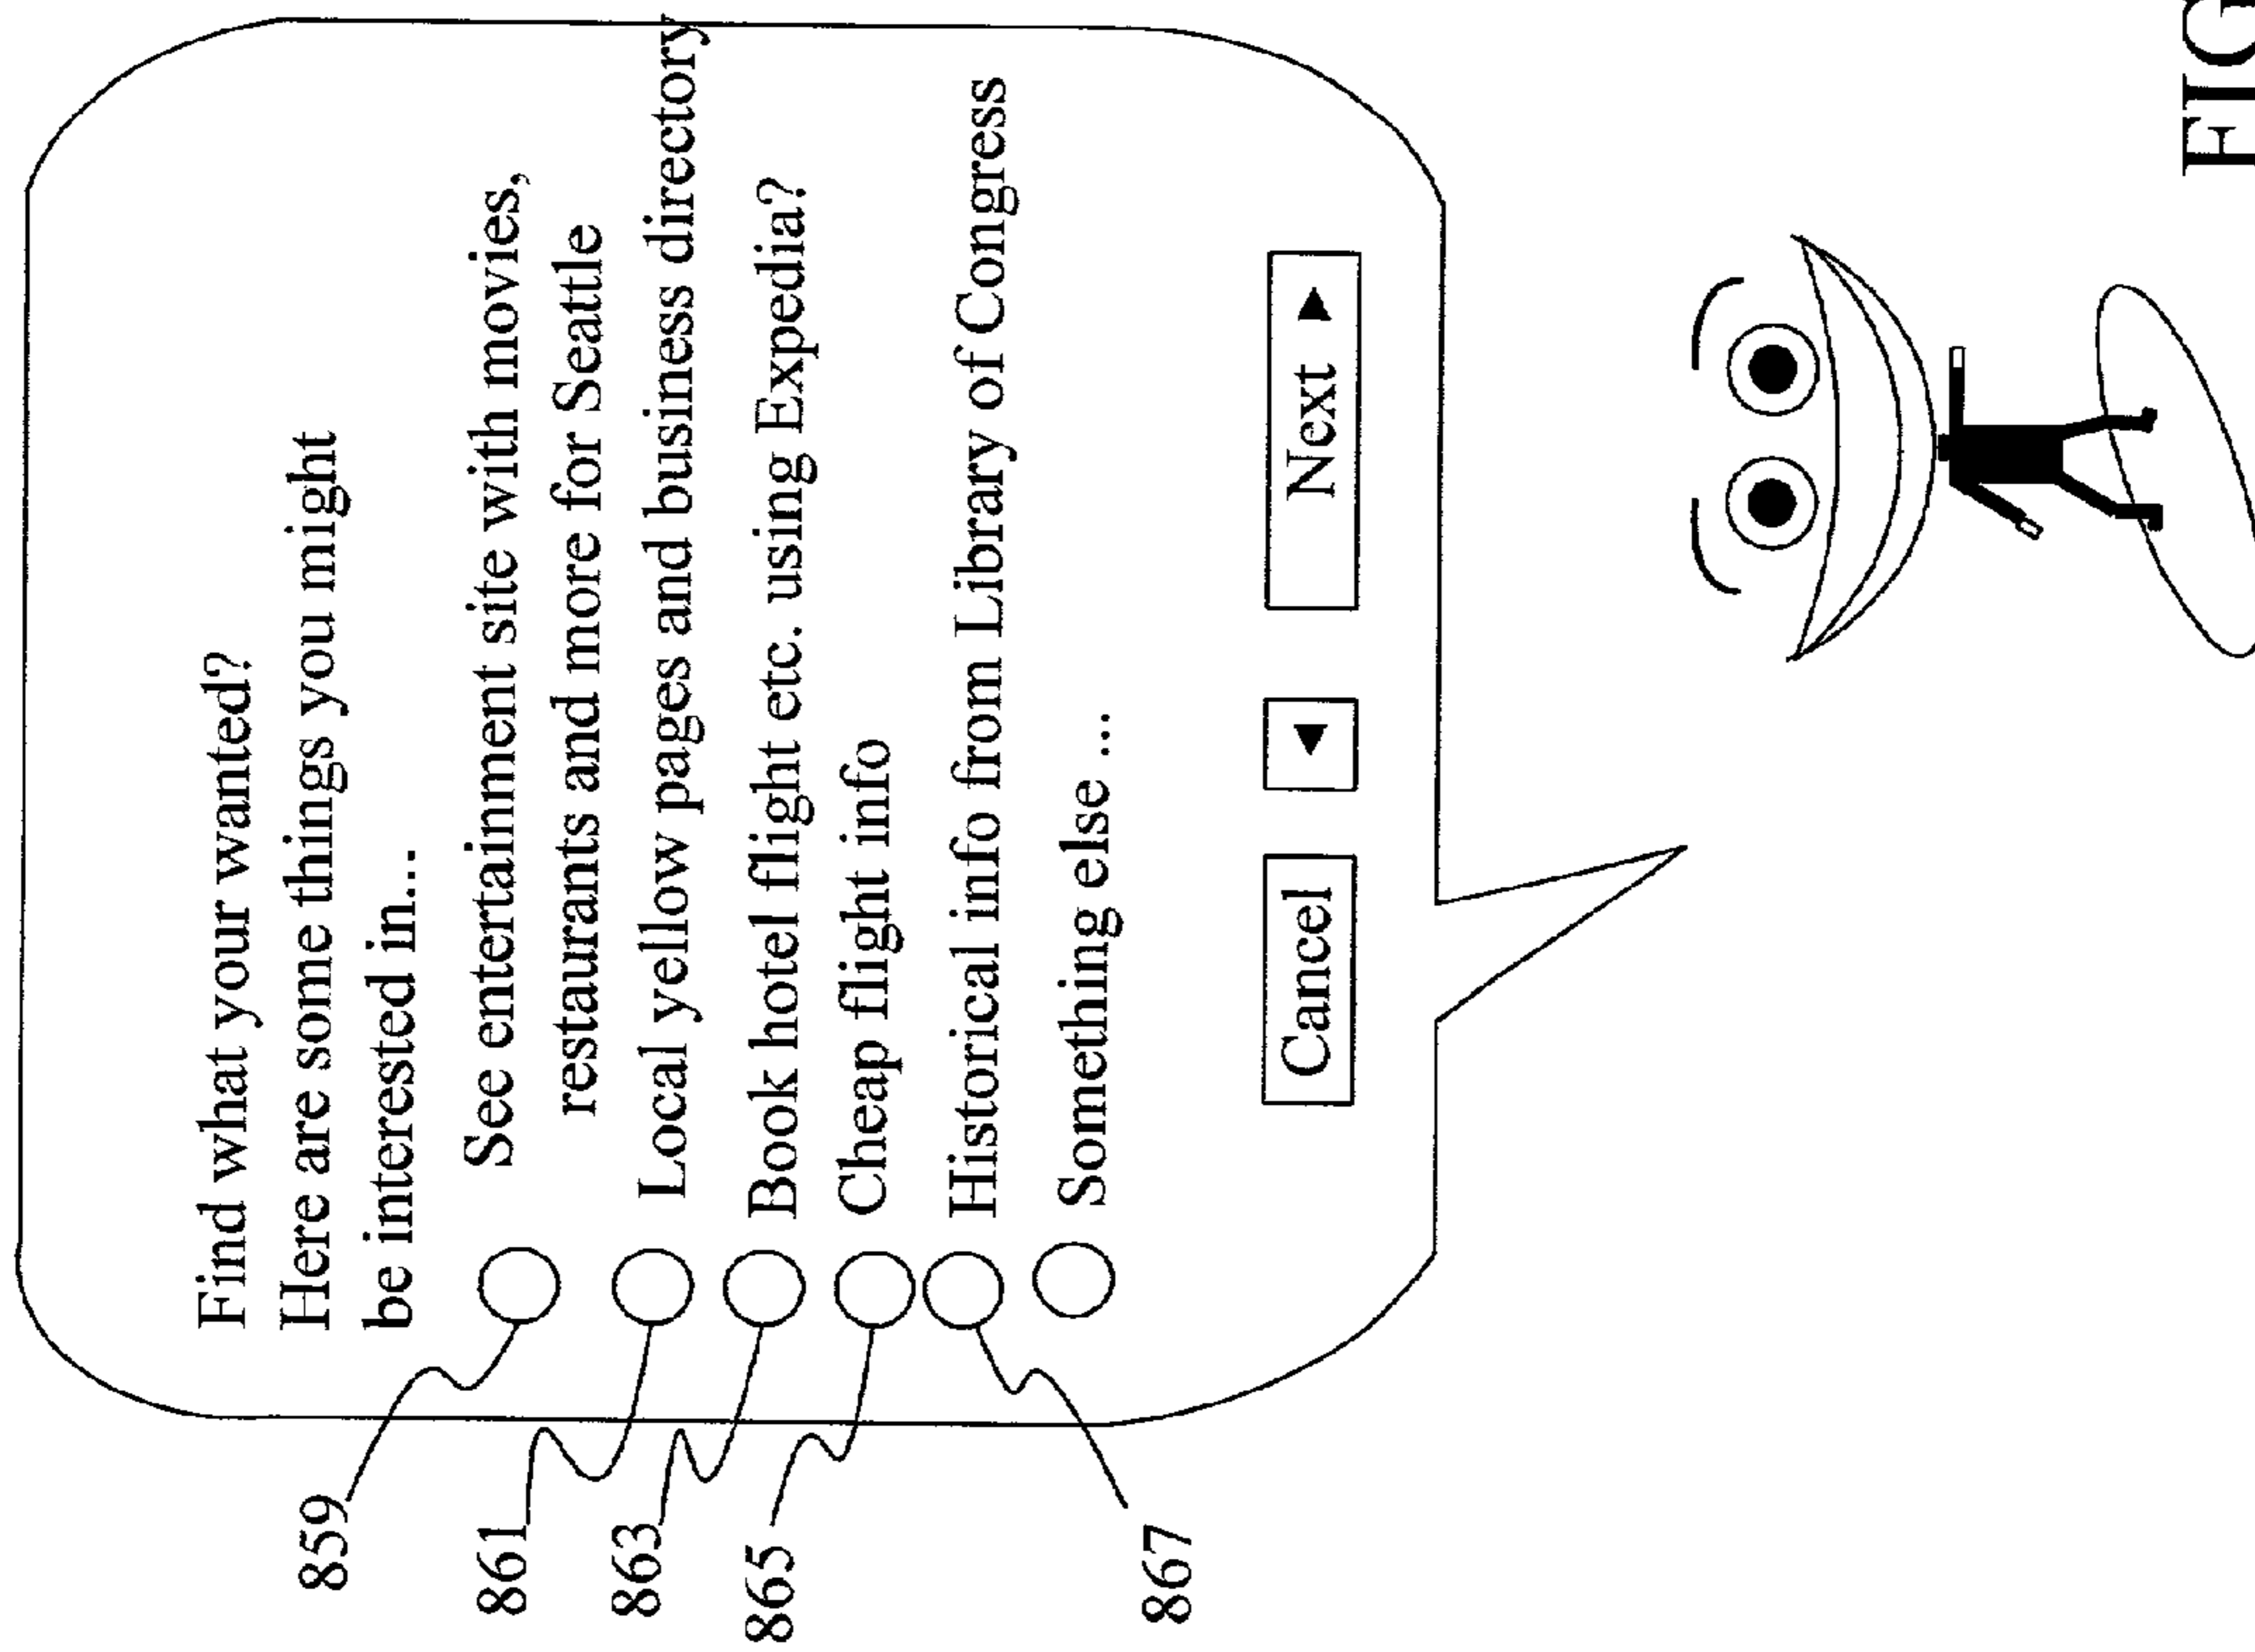 Find what your wanted?
Here are some things you might
be interested in...
859
See entertainment site with movies,
restaurants and more for Seattle
861
Local yellow pages and business directory
863
Book hotel flight etc. using Expedia?
865
Cheap flight info
867
Historical info from Library of Congress
Something else ...
Cancel ◄ Next ►
FIG